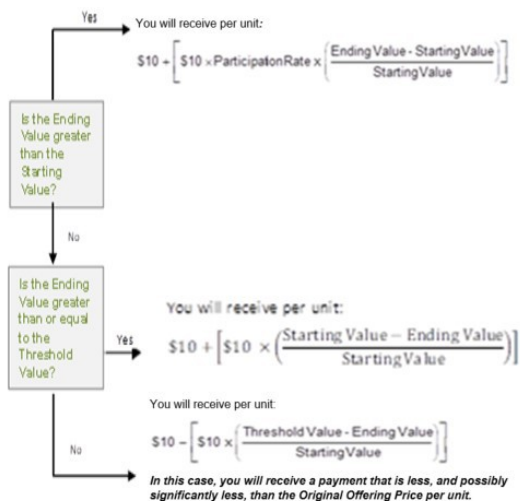 Yes
You will receive per unit:
$10 + [$10 × Participaton Rate x (Ending Value - Starting Value / Starting Value)]
Is the Ending
Value greater
than the
Starting
Value?
No
Is the Ending
Value greater
than or equal
to the
Threshold
Value?
Yes
You will receive per unit:
$10 + [$10 × (Starting Value – Ending Value / Starting Value)]
You will receive per unit:
No
$10 − [$10 x (Threshold Value - Ending Value / Starting Value)]
In this case, you will receive a payment that is less, and possibly
significantly less, than the Original Offering Price per unit.